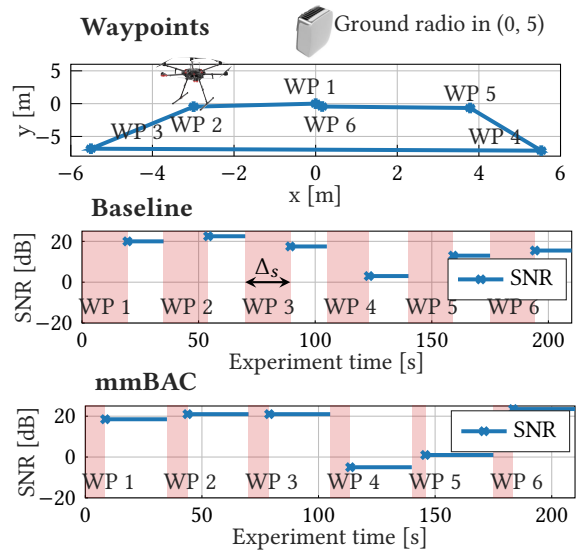 Waypoints
Ground radio in (0, 5)
y [m]
5
0
−5
WP 1
WP 5
WP 3
WP 2
WP 6
WP 4
−6
−4
−2
0
2
4
6
x [m]
Baseline
SNR [dB]
20
0
−20
Δs
SNR
WP 1
WP 2
WP 3
WP 4
WP 5
WP 6
0
50
100
150
200
Experiment time [s]
mmBAC
SNR [dB]
20
0
−20
SNR
WP 1
WP 2
WP 3
WP 4
WP 5
WP 6
0
50
100
150
200
Experiment time [s]